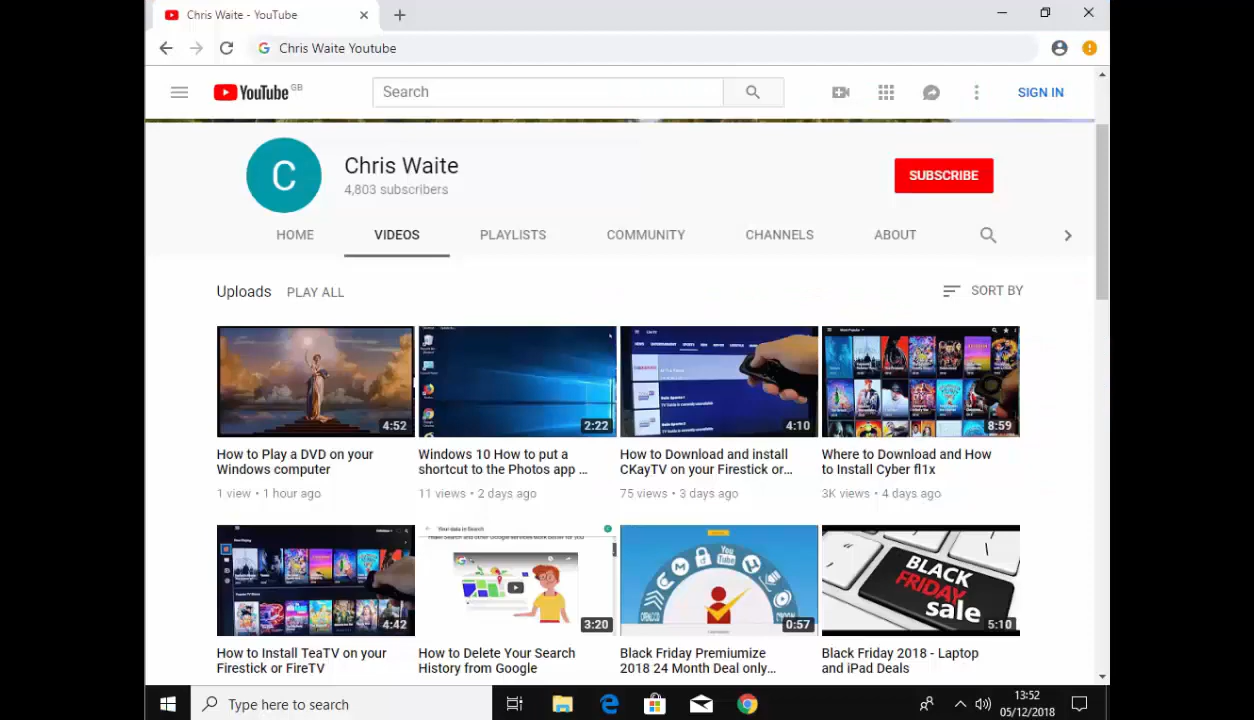 Chris Waite - YouTube
Chris Waite Youtube
YouTube GB
Search
SIGN IN
Chris Waite
4,803 subscribers
SUBSCRIBE
HOME
VIDEOS
PLAYLISTS
COMMUNITY
CHANNELS
ABOUT
Uploads
PLAY ALL
SORT BY
4:52
2:22
4:10
8:59
How to Play a DVD on your
Windows computer
1 view • 1 hour ago
Windows 10 How to put a
shortcut to the Photos app ...
11 views • 2 days ago
How to Download and install
CKayTV on your Firestick or...
75 views • 3 days ago
Where to Download and How
to Install Cyber fl1x
3K views • 4 days ago
4:42
Your data in Search
3:20
You
Tube
0:57
BLACK
FRIDAY
sale
5:10
How to Install TeaTV on your
Firestick or FireTV
How to Delete Your Search
History from Google
Black Friday Premiumize
2018 24 Month Deal only...
Black Friday 2018 - Laptop
and iPad Deals
Type here to search
13:52
05/12/2018